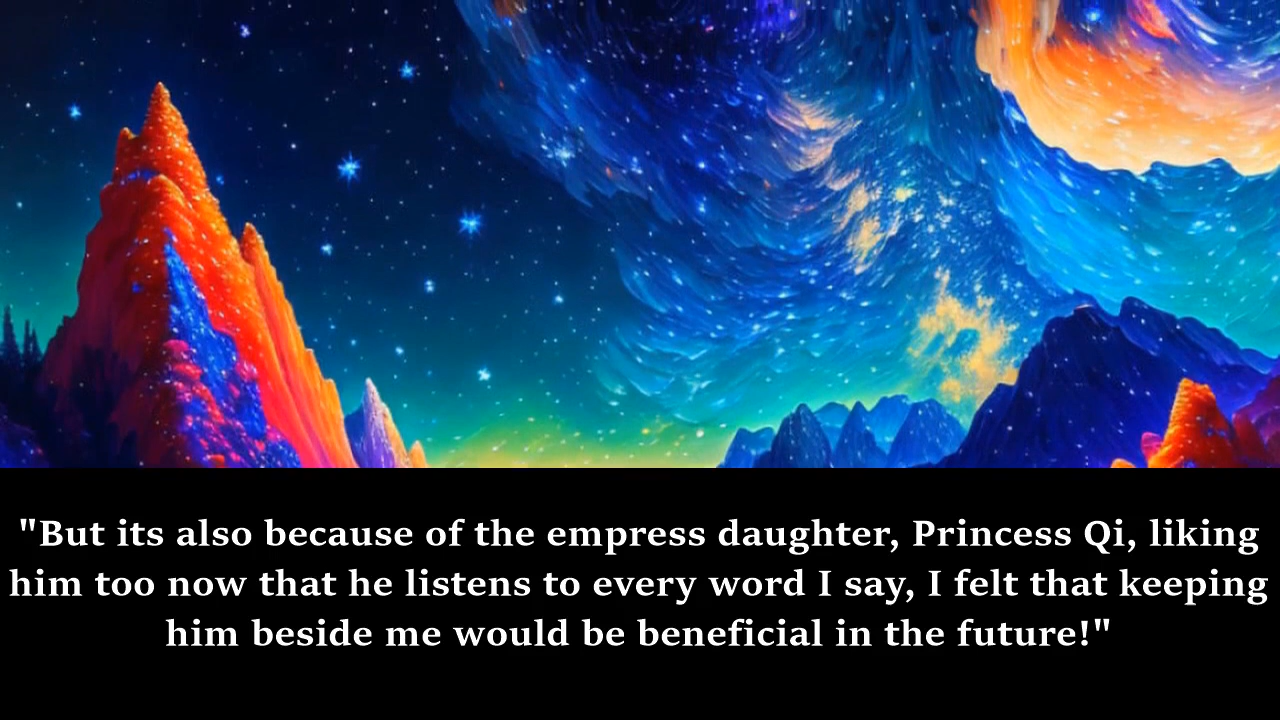 "But its also because of the empress daughter, Princess Qi, liking
him too now that he listens to every word I say, I felt that keeping
him beside me would be beneficial in the future!"